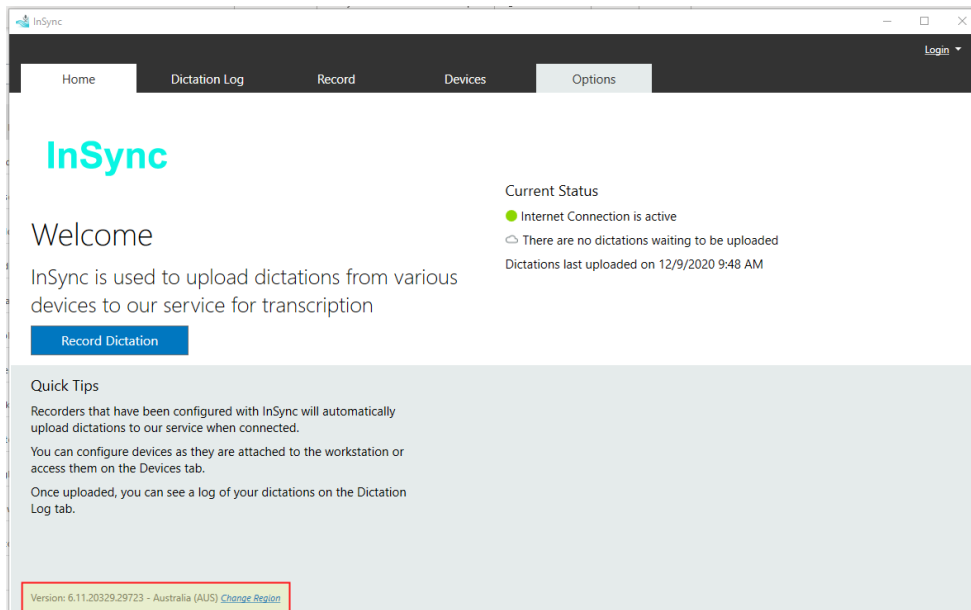 InSync
Login
Home
Dictation Log
Record
Devices
Options
InSync
Welcome
InSync is used to upload dictations from various
devices to our service for transcription
Record Dictation
Current Status
Internet Connection is active
There are no dictations waiting to be uploaded
Dictations last uploaded on 12/9/2020 9:48 AM
Quick Tips
Recorders that have been configured with InSync will automatically
upload dictations to our service when connected.
You can configure devices as they are attached to the workstation or
access them on the Devices tab.
Once uploaded, you can see a log of your dictations on the Dictation
Log tab.
Version: 6.11.20329.29723 - Australia (AUS) Change Region